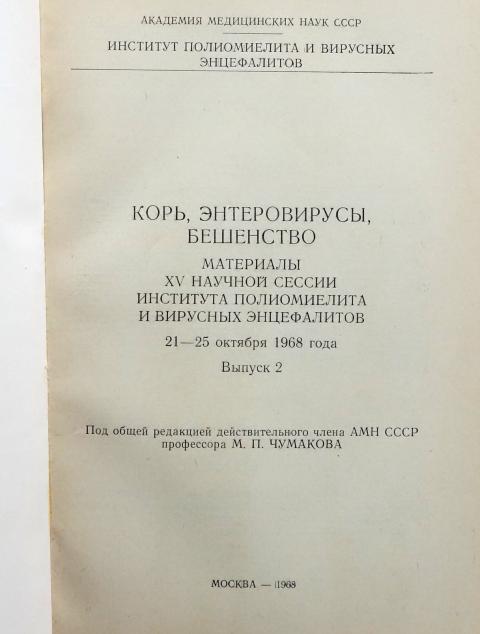 АКАДЕМИЯ МЕДИЦИНСКИХ НАУК СССР
ИНСТИТУТ ПОЛИОМИЕЛИТА И ВИРУСНЫХ
ЭНЦЕФАЛИТОВ
КОРЬ, ЭНТЕРОВИРУСЫ,
БЕШЕНСТВО
МАТЕРИАЛЫ
XV НАУЧНОЙ СЕССИИ
ИНСТИТУТА ПОЛИОМИЕЛИТА
И ВИРУСНЫХ ЭНЦЕФАЛИТОВ
21—25 октября 1968 года
Выпуск 2
Под общей редакцией действительного члена АМН СССР
профессора М. П. ЧУМАКОВА
МОСКВА — 1968